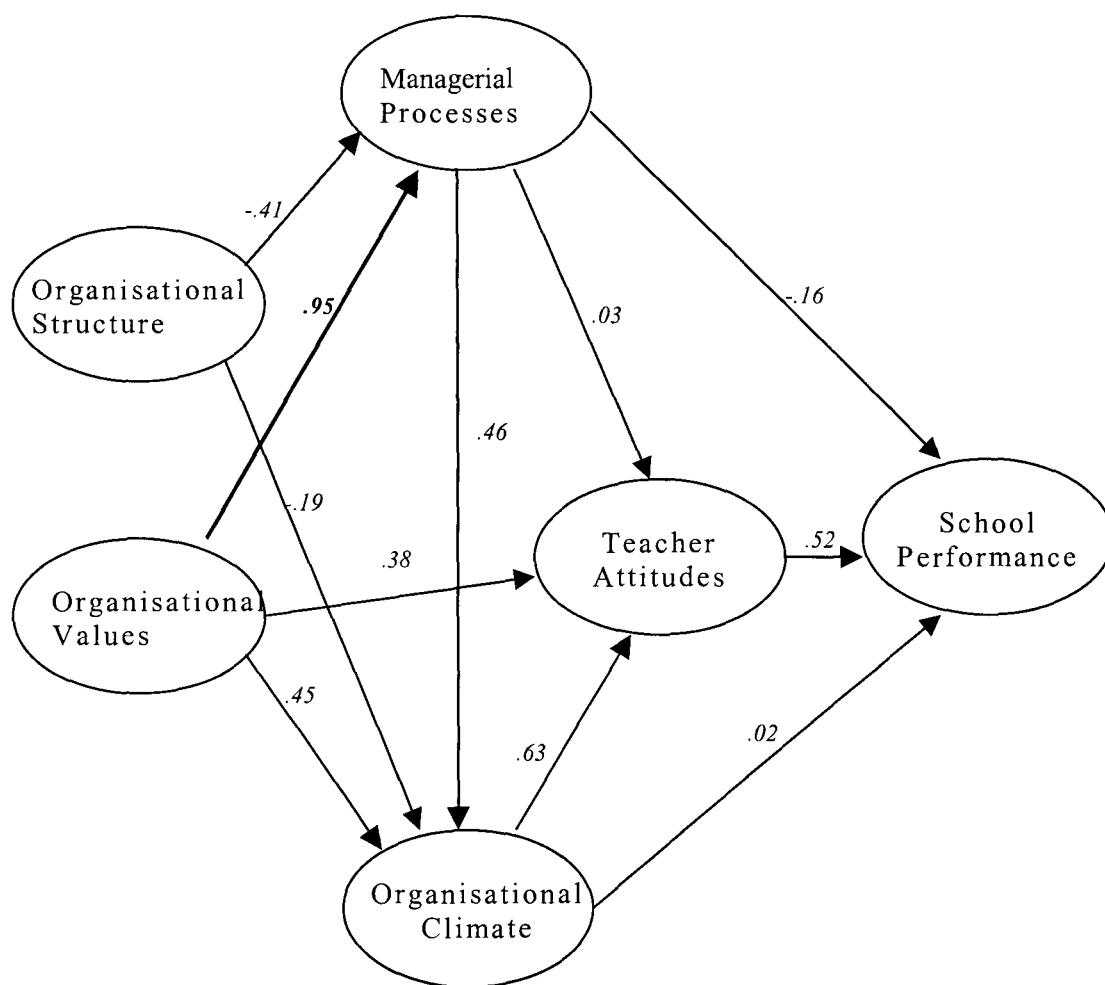 Managerial
Processes
-.41
Organisational
Structure
.95
.03
-.16
.46
-.19
School
Performance
Teacher
Attitudes
.52
.38
Organisational
Values
.45
.63
.02
Organisational
Climate